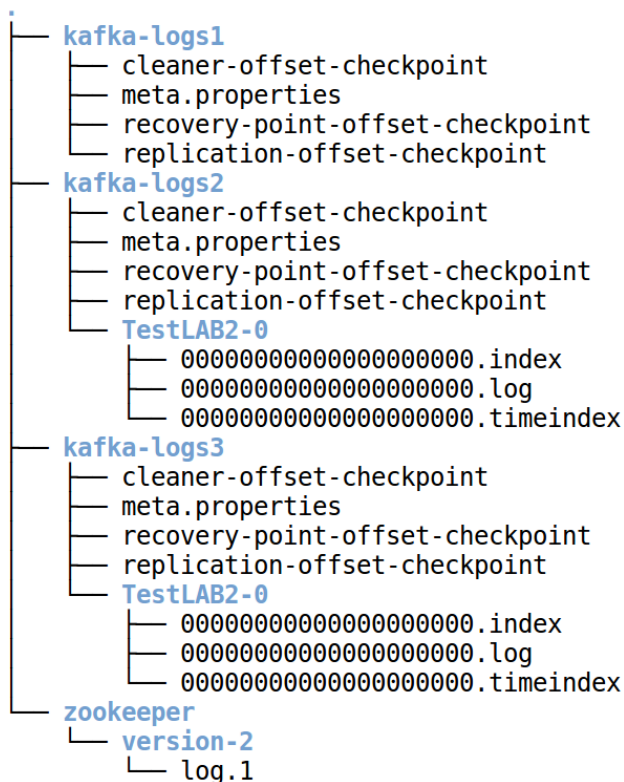 .
├── kafka-logs1
│   ├── cleaner-offset-checkpoint
│   ├── meta.properties
│   ├── recovery-point-offset-checkpoint
│   └── replication-offset-checkpoint
├── kafka-logs2
│   ├── cleaner-offset-checkpoint
│   ├── meta.properties
│   ├── recovery-point-offset-checkpoint
│   ├── replication-offset-checkpoint
│   └── TestLAB2-0
│       ├── 00000000000000000000.index
│       ├── 00000000000000000000.log
│       └── 00000000000000000000.timeindex
├── kafka-logs3
│   ├── cleaner-offset-checkpoint
│   ├── meta.properties
│   ├── recovery-point-offset-checkpoint
│   ├── replication-offset-checkpoint
│   └── TestLAB2-0
│       ├── 00000000000000000000.index
│       ├── 00000000000000000000.log
│       └── 00000000000000000000.timeindex
└── zookeeper
    └── version-2
        └── log.1